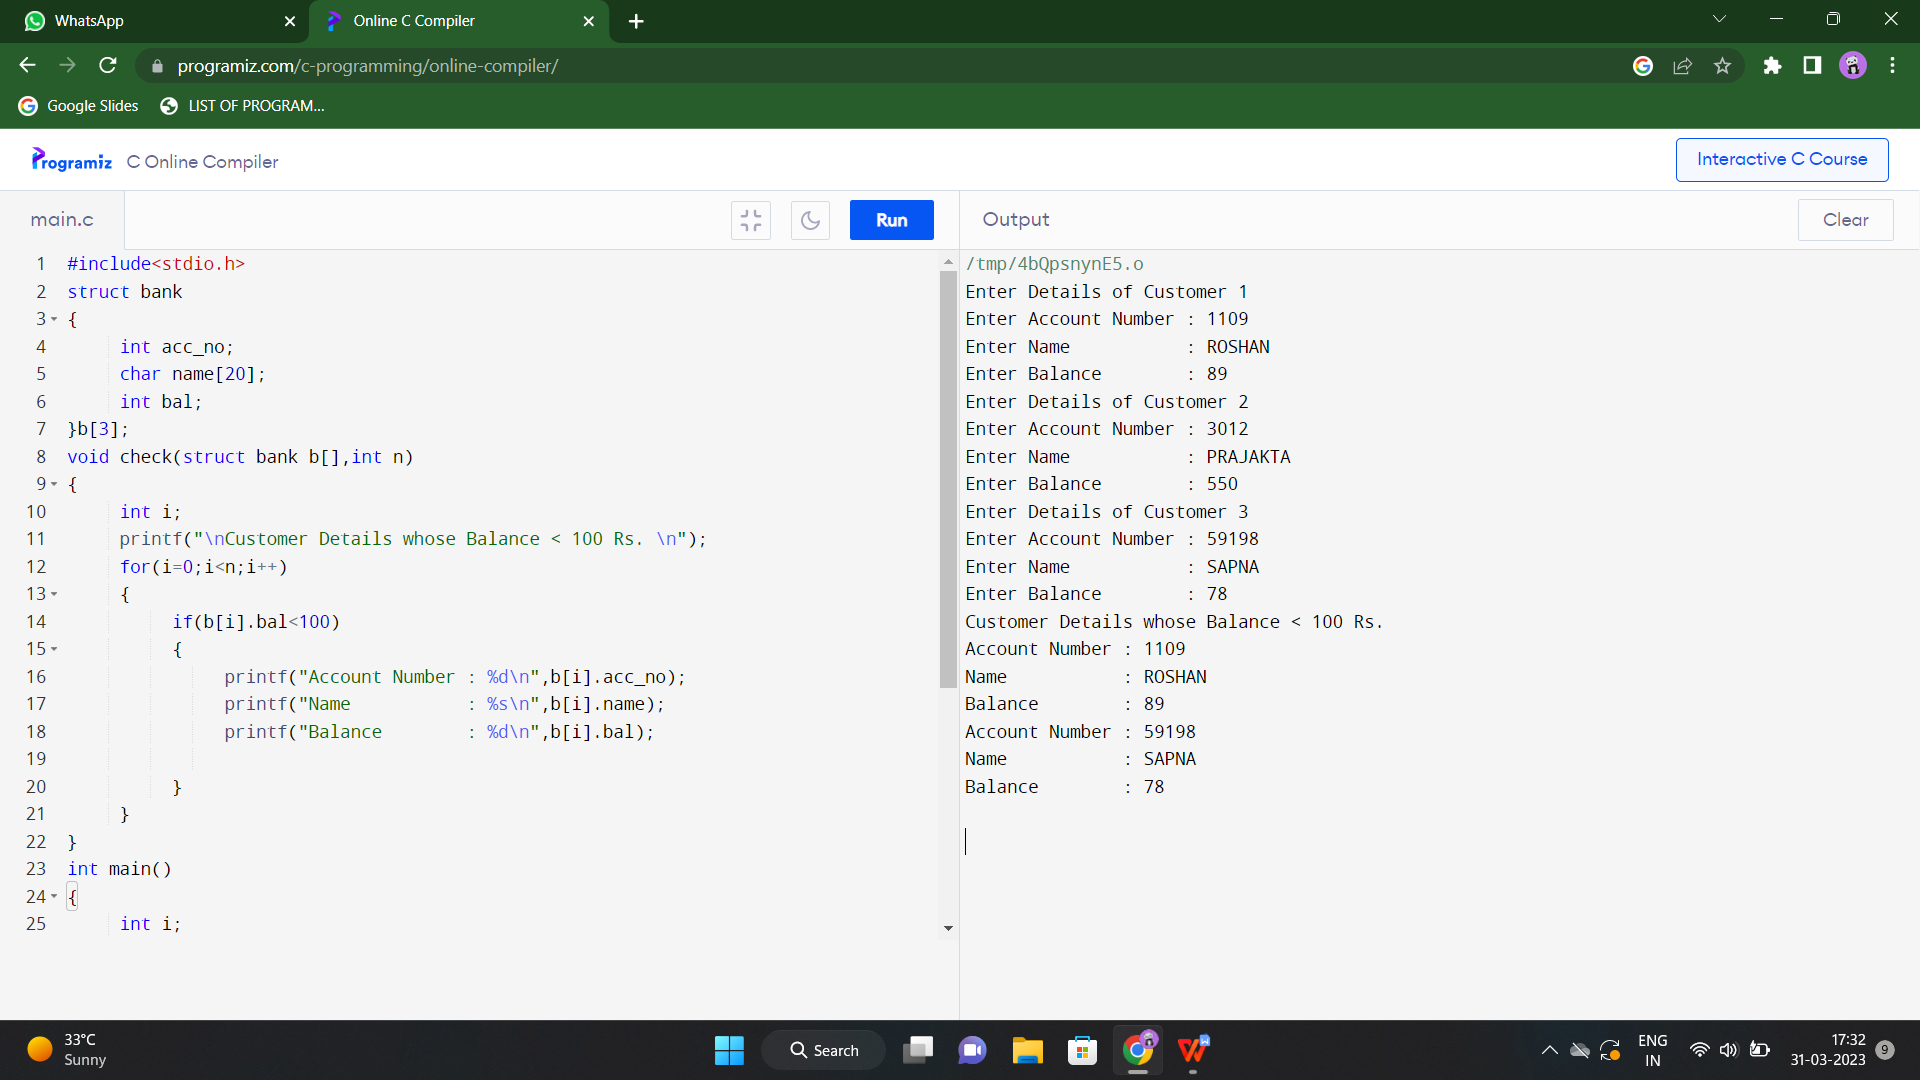 WhatsApp
Online C Compiler
programiz.com/c-programming/online-compiler/
Google Slides
LIST OF PROGRAM...
Programiz
C Online Compiler
Interactive C Course
main.c
Run
Output
Clear
1 #include<stdio.h>
2 struct bank
3 {
4 int acc_no;
5 char name[20];
6 int bal;
7 }b[3];
8 void check(struct bank b[],int n)
9 {
10 int i;
11 printf("\nCustomer Details whose Balance < 100 Rs. \n");
12 for(i=0;i<n;i++)
13 {
14 if(b[i].bal<100)
15 {
16 printf("Account Number : %d\n",b[i].acc_no);
17 printf("Name : %s\n",b[i].name);
18 printf("Balance : %d\n",b[i].bal);
19
20 }
21 }
22 }
23 int main()
24 {
25 int i;
/tmp/4bQpsnynE5.o
Enter Details of Customer 1
Enter Account Number : 1109
Enter Name : ROSHAN
Enter Balance : 89
Enter Details of Customer 2
Enter Account Number : 3012
Enter Name : PRAJAKTA
Enter Balance : 550
Enter Details of Customer 3
Enter Account Number : 59198
Enter Name : SAPNA
Enter Balance : 78
Customer Details whose Balance < 100 Rs.
Account Number : 1109
Name : ROSHAN
Balance : 89
Account Number : 59198
Name : SAPNA
Balance : 78
33°C
Sunny
Search
ENG
IN
17:32
31-03-2023
9